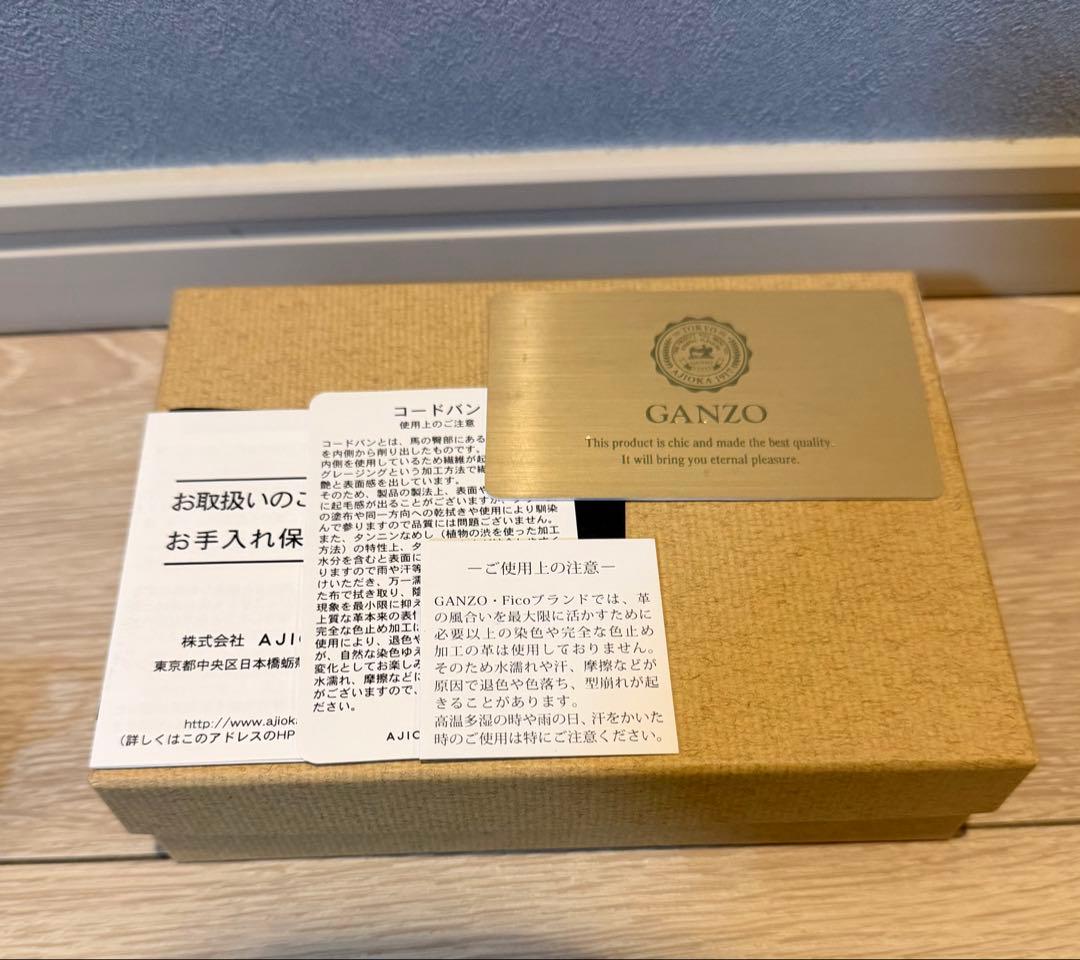 TOKYO
AJIOKA 1917
GANZO
This product is chic and made the best quality.
It will bring you eternal pleasure.
お取扱いの
お手入れ保
株式会社 AJI
東京都中央区日本橋蛎
http://www.ajioka
(詳しくはこのアドレスのHP
コードバン
使用上のご注意
コードバンとは、馬の臀部にある
を内側から削り出したものです。
内側を使用しているため繊維が起
グレージングという加工方法で繊
艶と表面感を出しています。
そのため、製品の製法上、表面や
に起毛感が出ることがございますが、
の塗布や同一方向への乾拭きや使用により馴染
んで参りますので品質には問題ございません。
また、タンニンなめし（植物の渋を使った加工
方法）の特性上、
水分を含むと表面に
りますので雨や汗等
けいただき、万一濡
た布で拭き取り、陰
現象を最小限に抑え
上質な革本来の表情
完全な色止め加工に
使用により、退色や
が、自然な染色ゆえ
変化としてお楽しみ
水濡れ、摩擦などに
がございますので、
ださい。
AJIO
―ご使用上の注意―
GANZO・Ficoブランドでは、革
の風合いを最大限に活かすために
必要以上の染色や完全な色止め
加工の革は使用しておりません。
そのため水濡れや汗、摩擦などが
原因で退色や色落ち、型崩れが起
きることがあります。
高温多湿の時や雨の日、汗をかいた
時のご使用は特にご注意ください。